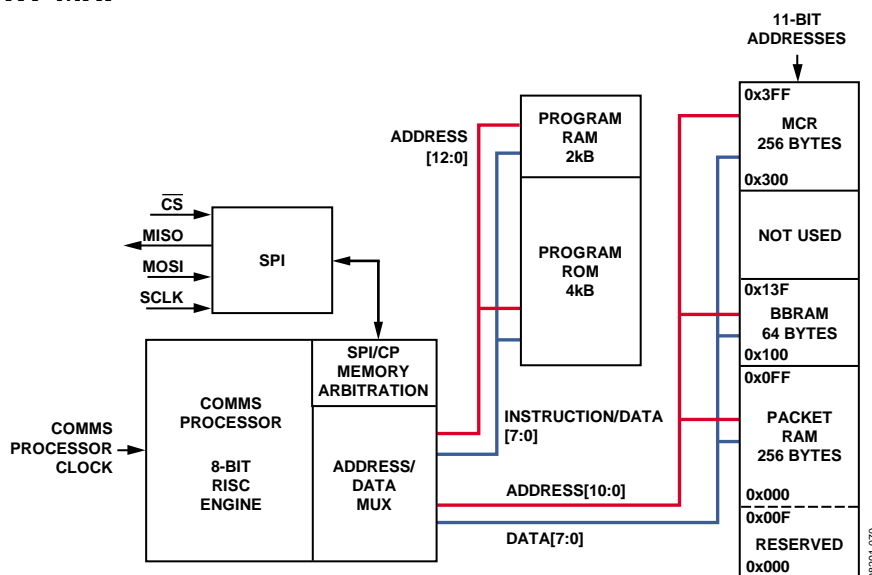 11-BIT
ADDRESSES
0x3FF
MCR
256 BYTES
0x300
NOT USED
0x13F
BBRAM
64 BYTES
0x100
0x0FF
PACKET
RAM
256 BYTES
0x000
0x00F
RESERVED
0x000
PROGRAM
RAM
2kB
PROGRAM
ROM
4kB
ADDRESS
[12:0]
CS
MISO
MOSI
SCLK
SPI
SPI/CP
MEMORY
ARBITRATION
COMMS
PROCESSOR
8-BIT
RISC
ENGINE
ADDRESS/
DATA
MUX
COMMS
PROCESSOR
CLOCK
INSTRUCTION/DATA
[7:0]
ADDRESS[10:0]
DATA[7:0]